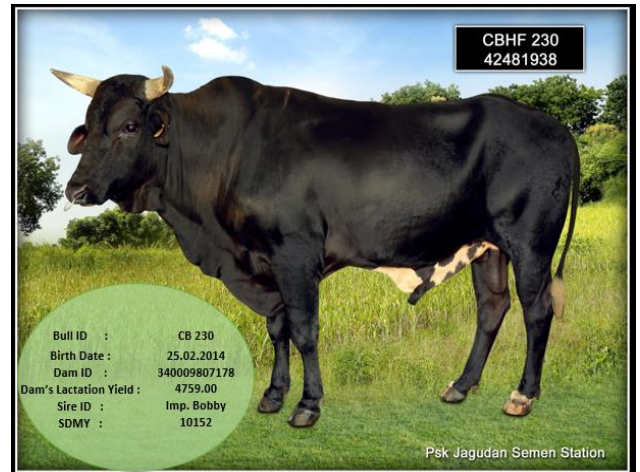 CBHF 230
42481938
Bull ID : CB 230
Birth Date : 25.02.2014
Dam ID : 340009807178
Dam's Lactation Yield : 4759.00
Sire ID : Imp. Bobby
SDMY : 10152
Psk Jagudan Semen Station